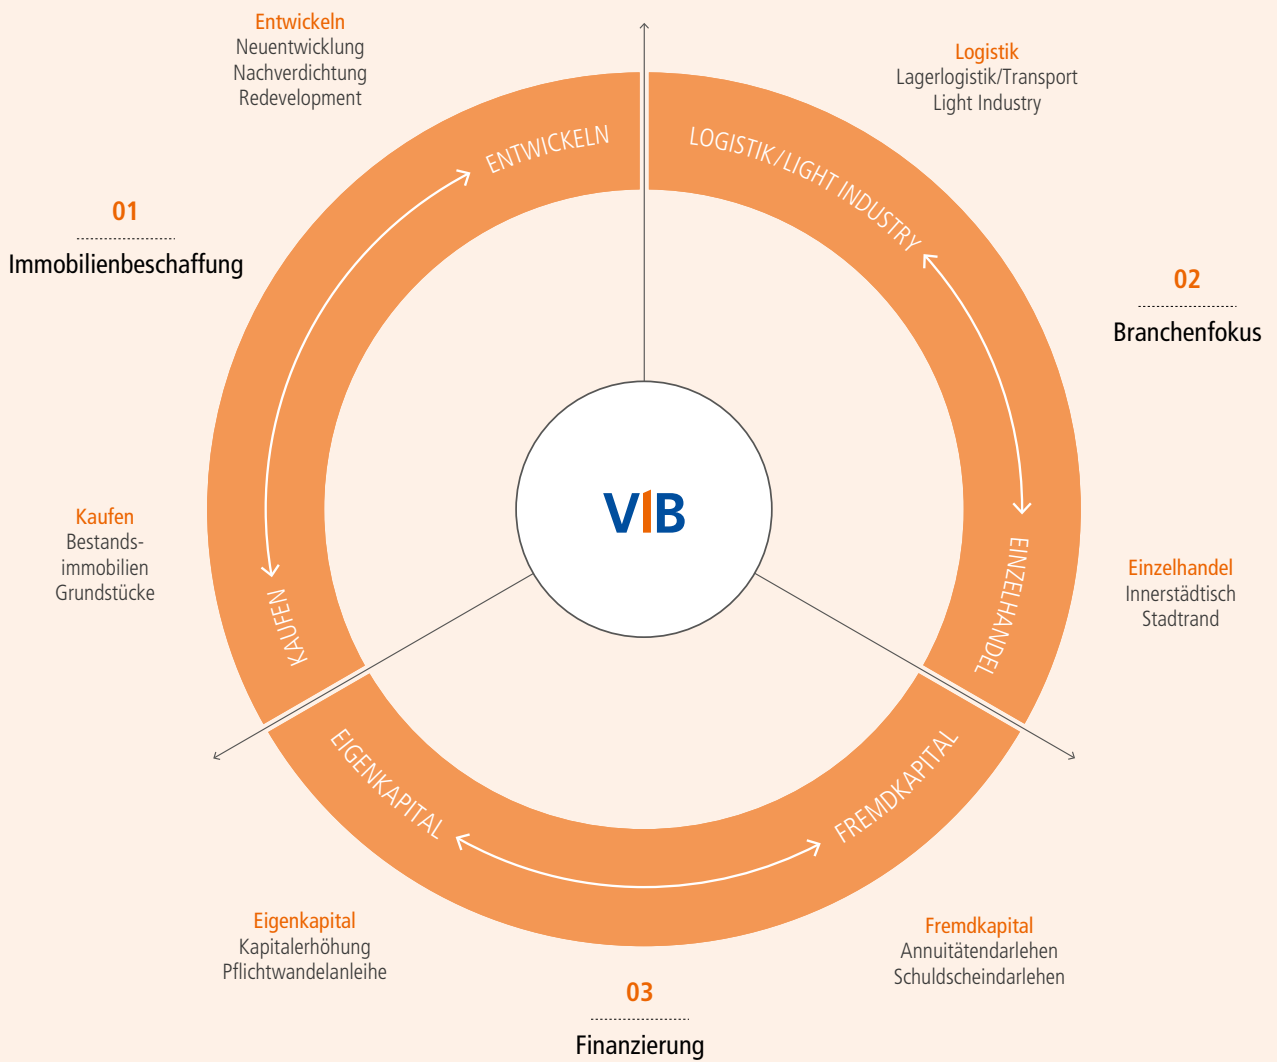 Entwickeln
Neuentwicklung
Nachverdichtung
Redevelopment
Logistik
Lagerlogistik/Transport
Light Industry
ENTWICKELN
LOGISTIK/LIGHT INDUSTRY
01
Immobilienbeschaffung
02
Branchenfokus
VIB
Kaufen
Bestands-
immobilien
Grundstücke
KAUFEN
EINZELHANDEL
Einzelhandel
Innerstädtisch
Stadtrand
EIGENKAPITAL
FREMDKAPITAL
Eigenkapital
Kapitalerhöhung
Pflichtwandelanleihe
Fremdkapital
Annuitätendarlehen
Schuldscheindarlehen
03
Finanzierung